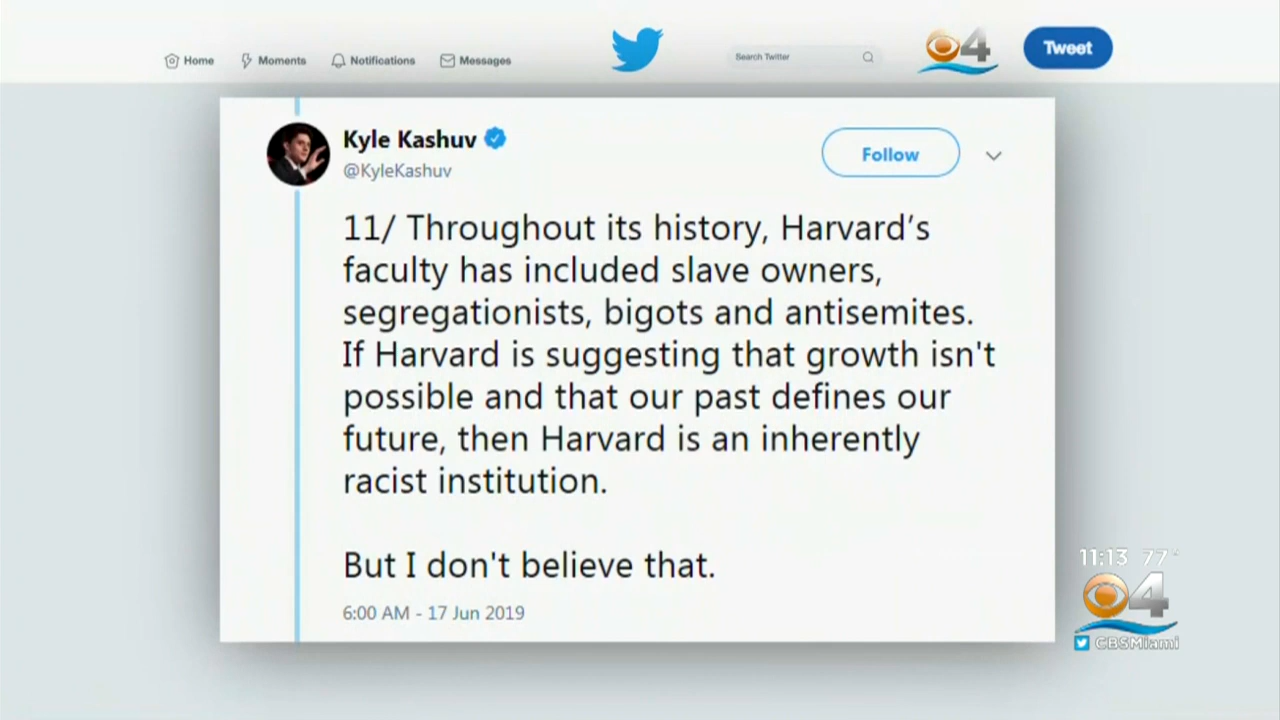 Home Moments Notifications Messages Search Twitter 4 Tweet
Kyle Kashuv
@KyleKashuv
Follow
11/ Throughout its history, Harvard’s
faculty has included slave owners,
segregationists, bigots and antisemites.
If Harvard is suggesting that growth isn't
possible and that our past defines our
future, then Harvard is an inherently
racist institution.
But I don't believe that.
6:00 AM - 17 Jun 2019
11:13 77°
4
CBSMiami